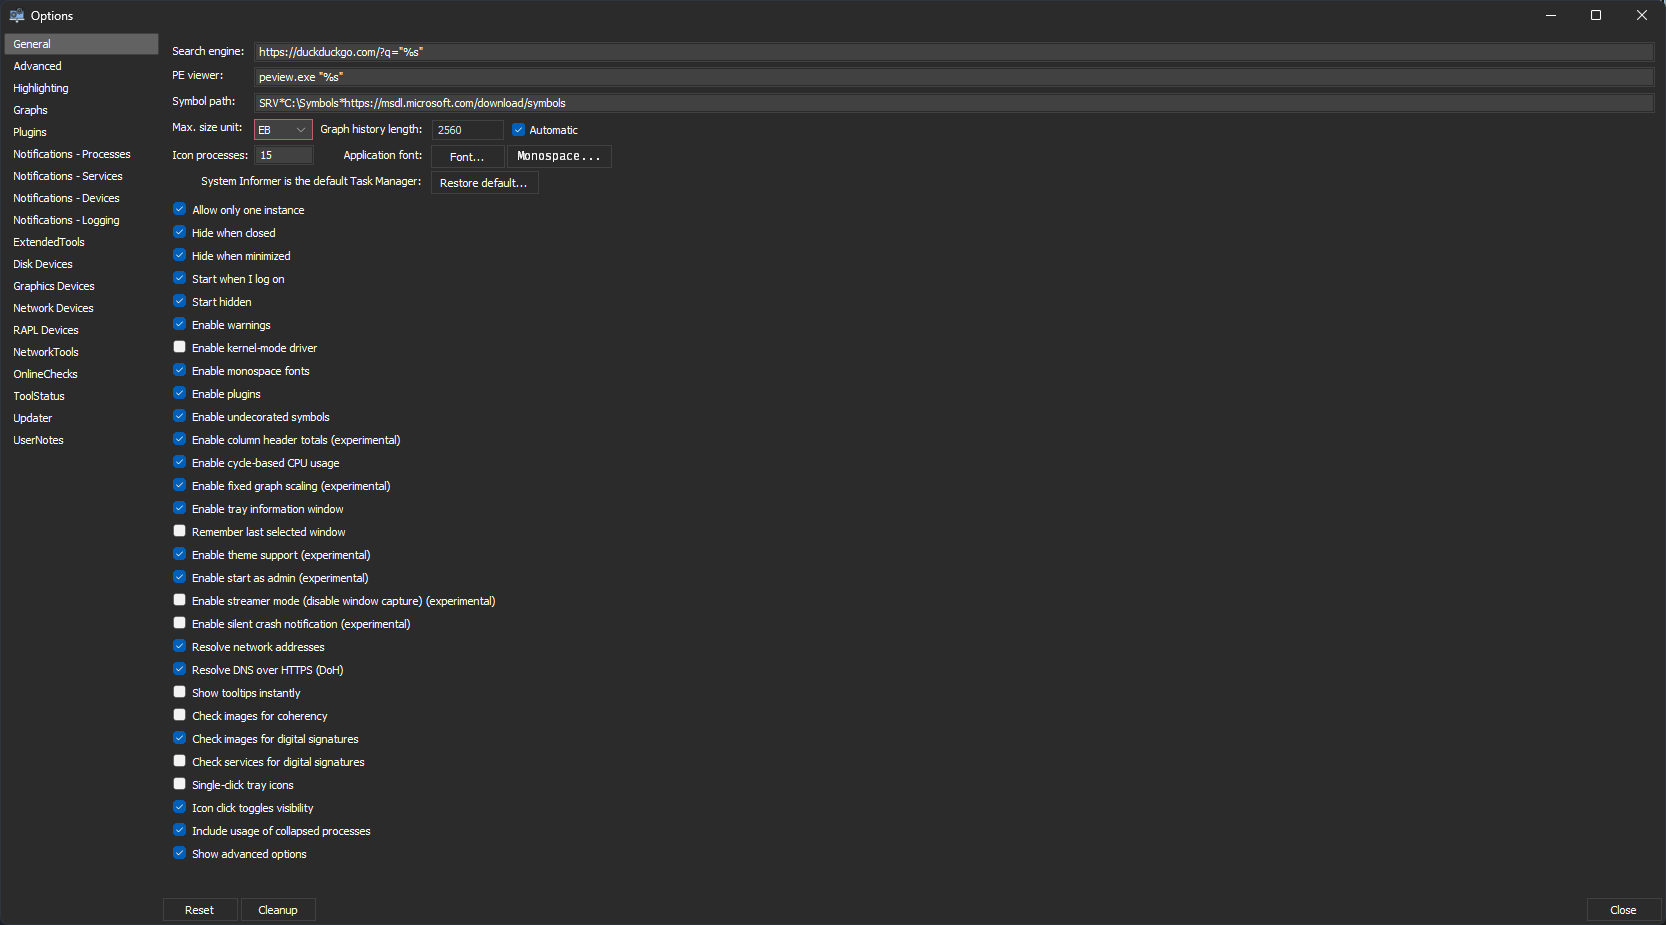 Options
General
Advanced
Highlighting
Graphs
Plugins
Notifications - Processes
Notifications - Services
Notifications - Devices
Notifications - Logging
ExtendedTools
Disk Devices
Graphics Devices
Network Devices
RAPL Devices
NetworkTools
OnlineChecks
ToolStatus
Updater
UserNotes
Search engine: https://duckduckgo.com/?q="%s"
PE viewer: peview.exe "%s"
Symbol path: SRV*C:\Symbols*https://msdl.microsoft.com/download/symbols
Max. size unit: EB Graph history length: 2560 Automatic
Icon processes: 15 Application font: Font... Monospace...
System Informer is the default Task Manager: Restore default...
Allow only one instance
Hide when closed
Hide when minimized
Start when I log on
Start hidden
Enable warnings
Enable kernel-mode driver
Enable monospace fonts
Enable plugins
Enable undecorated symbols
Enable column header totals (experimental)
Enable cycle-based CPU usage
Enable fixed graph scaling (experimental)
Enable tray information window
Remember last selected window
Enable theme support (experimental)
Enable start as admin (experimental)
Enable streamer mode (disable window capture) (experimental)
Enable silent crash notification (experimental)
Resolve network addresses
Resolve DNS over HTTPS (DoH)
Show tooltips instantly
Check images for coherency
Check images for digital signatures
Check services for digital signatures
Single-click tray icons
Icon click toggles visibility
Include usage of collapsed processes
Show advanced options
Reset Cleanup Close